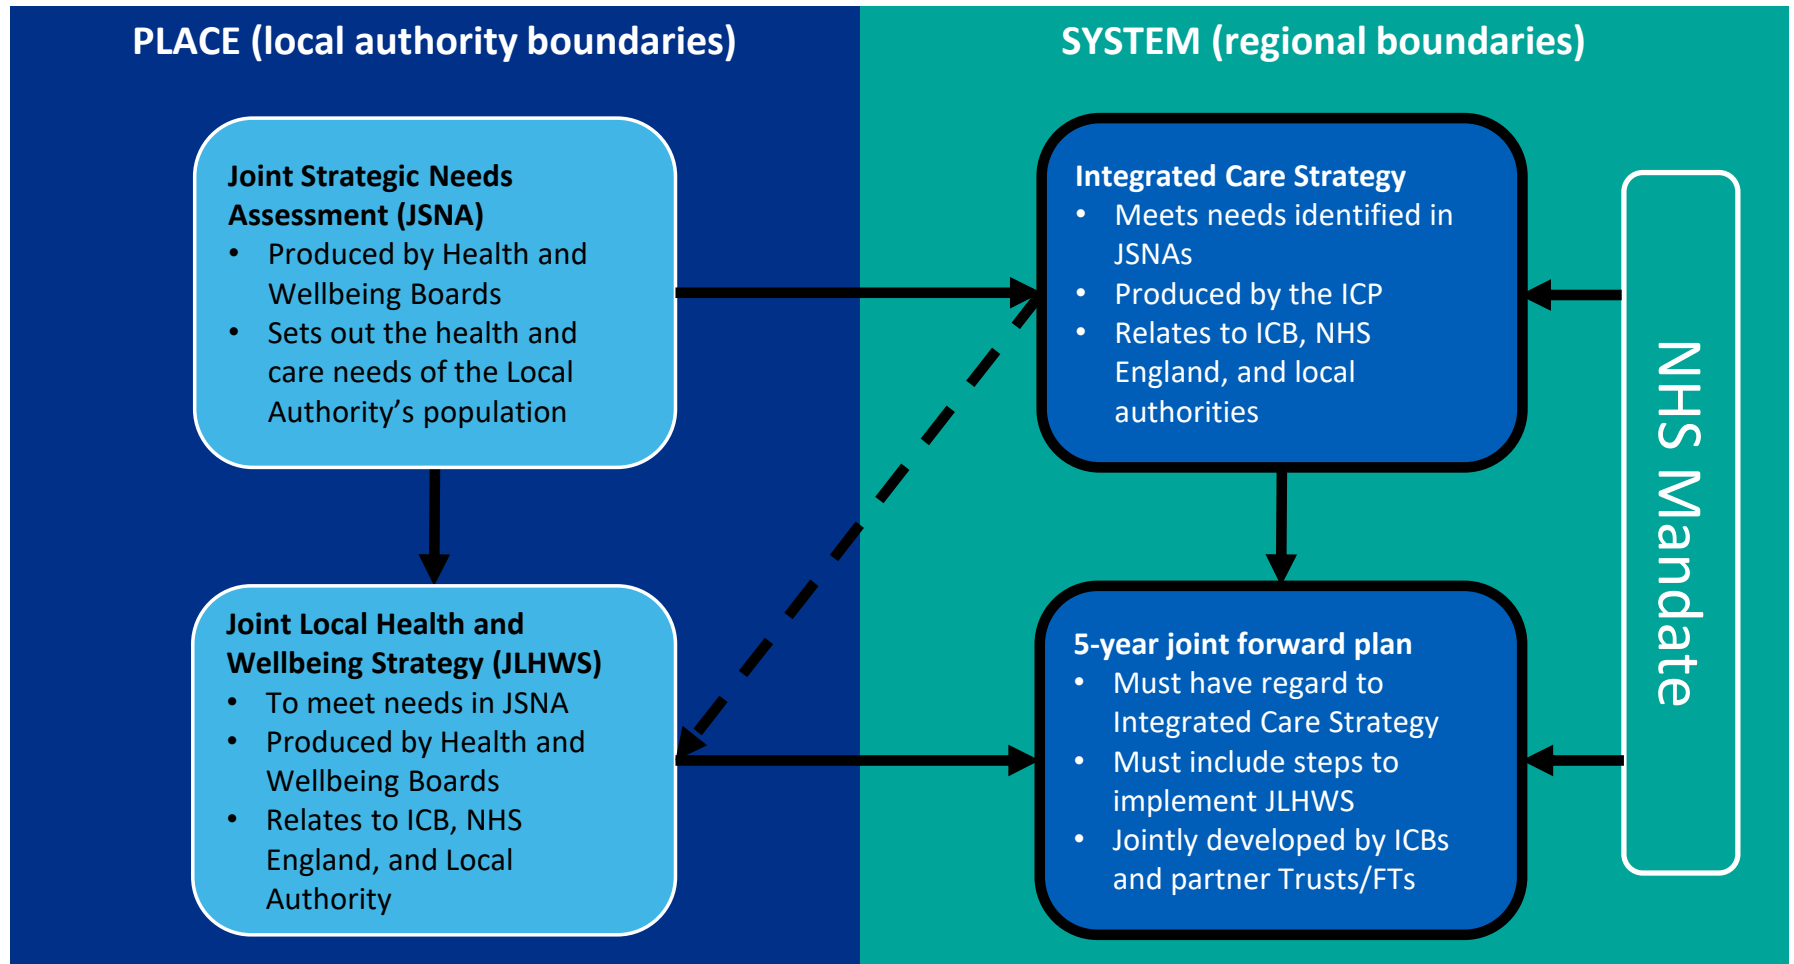 PLACE (local authority boundaries)
SYSTEM (regional boundaries)
Joint Strategic Needs
Assessment (JSNA)
• Produced by Health and
Wellbeing Boards
• Sets out the health and
care needs of the Local
Authority’s population
Integrated Care Strategy
• Meets needs identified in
JSNAs
• Produced by the ICP
• Relates to ICB, NHS
England, and local
authorities
Joint Local Health and
Wellbeing Strategy (JLHWS)
• To meet needs in JSNA
• Produced by Health and
Wellbeing Boards
• Relates to ICB, NHS
England, and Local
Authority
5-year joint forward plan
• Must have regard to
Integrated Care Strategy
• Must include steps to
implement JLHWS
• Jointly developed by ICBs
and partner Trusts/FTs
NHS Mandate